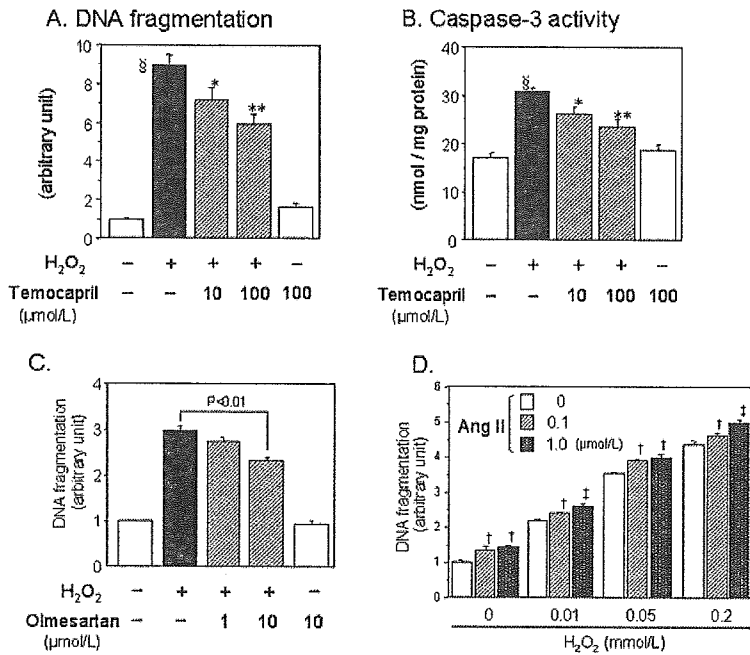 A. DNA fragmentation
(arbitrary unit)
10
8
6
4
2
0
§
*
**
H₂O₂ − + + + −
Temocapril − − 10 100 100
(μmol/L)
B. Caspase-3 activity
(nmol / mg protein)
40
30
20
10
0
§
*
**
H₂O₂ − + + + −
Temocapril − − 10 100 100
(μmol/L)
C.
DNA fragmentation
(arbitrary unit)
4
3
2
1
0
P<0.01
H₂O₂ − + + + −
Olmesartan − − 1 10 10
(μmol/L)
D.
DNA fragmentation
(arbitrary unit)
6
5
4
3
2
1
0
Ang II
0
0.1
1.0 (μmol/L)
† † † ‡ † † † ‡
0 0.01 0.05 0.2
H₂O₂ (mmol/L)